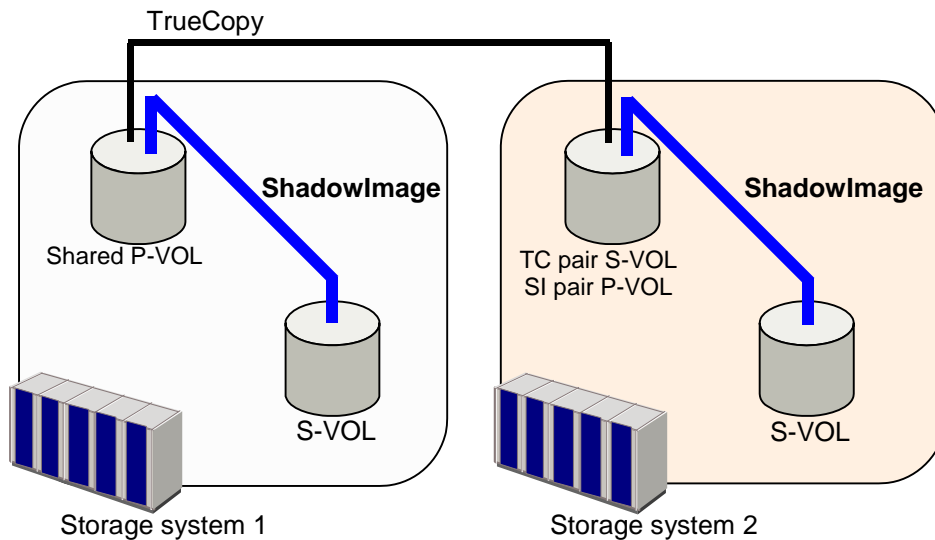 TrueCopy
ShadowImage
ShadowImage
Shared P-VOL
TC pair S-VOL
SI pair P-VOL
S-VOL
S-VOL
Storage system 1
Storage system 2